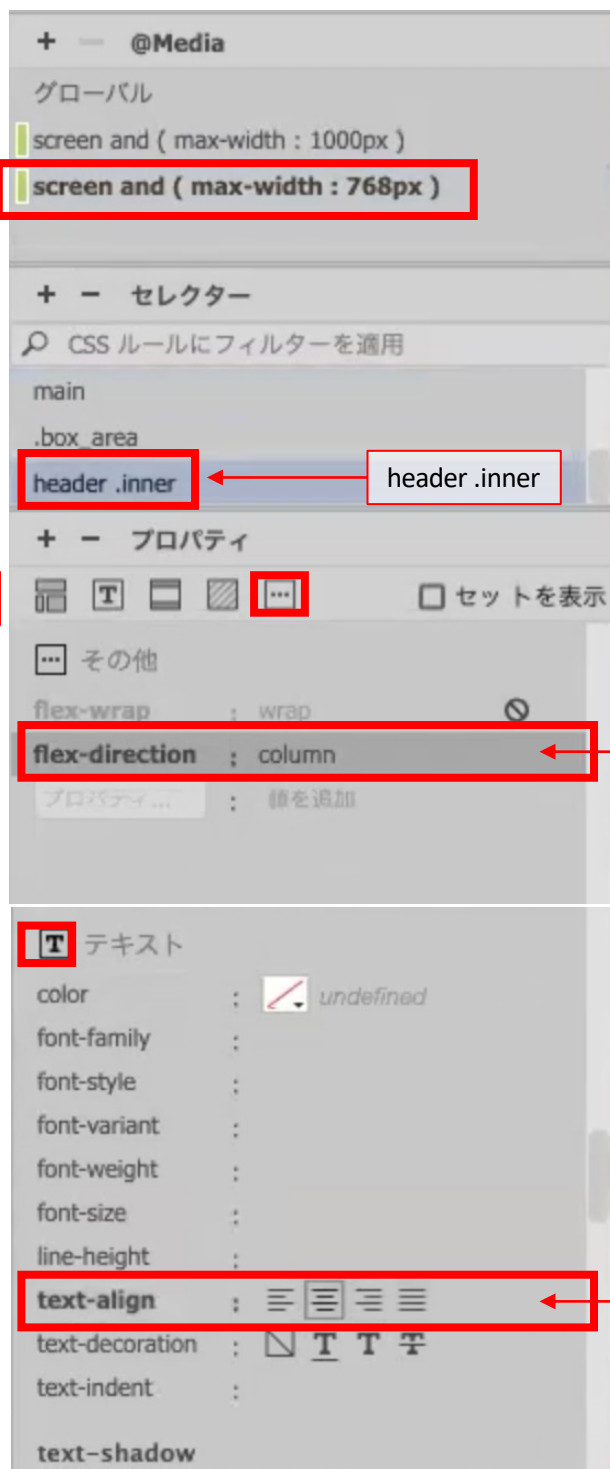 + － @Media
グローバル
screen and ( max-width : 1000px )
screen and ( max-width : 768px )
+ － セレクター
CSS ルールにフィルターを適用
main
.box_area
header .inner
header .inner
+ － プロパティ
T セットを表示
その他
flex-wrap : wrap
flex-direction : column
プロパティ... : 値を追加
T テキスト
color : undefined
font-family :
font-style :
font-variant :
font-weight :
font-size :
line-height :
text-align :
text-decoration : T T T
text-indent :
text-shadow